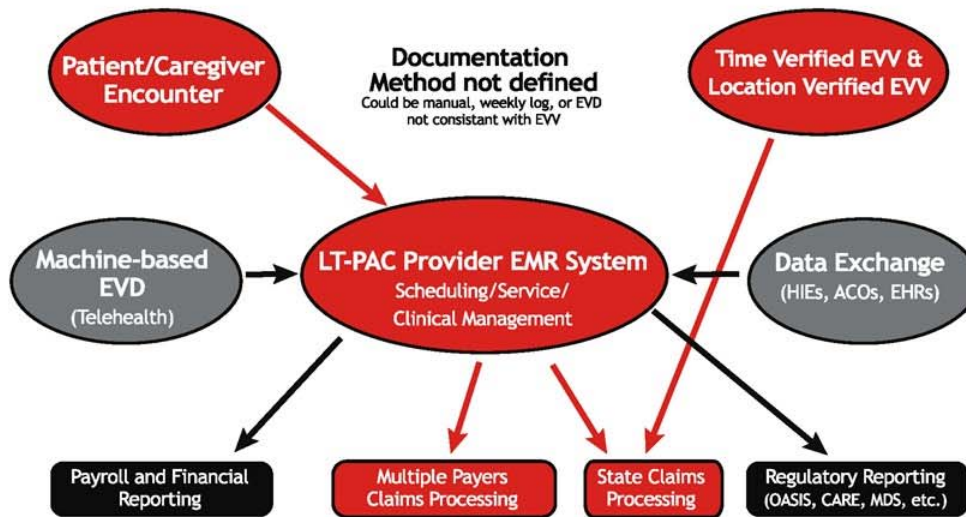 Patient/Caregiver
Encounter
Documentation
Method not defined
Could be manual, weekly log, or EVD
not consistant with EVV
Time Verified EVV &
Location Verified EVV
Machine-based
EVD
(Telehealth)
LT-PAC Provider EMR System
Scheduling/Service/
Clinical Management
Data Exchange
(HIEs, ACOs, EHRs)
Payroll and Financial
Reporting
Multiple Payers
Claims Processing
State Claims
Processing
Regulatory Reporting
(OASIS, CARE, MDS, etc.)